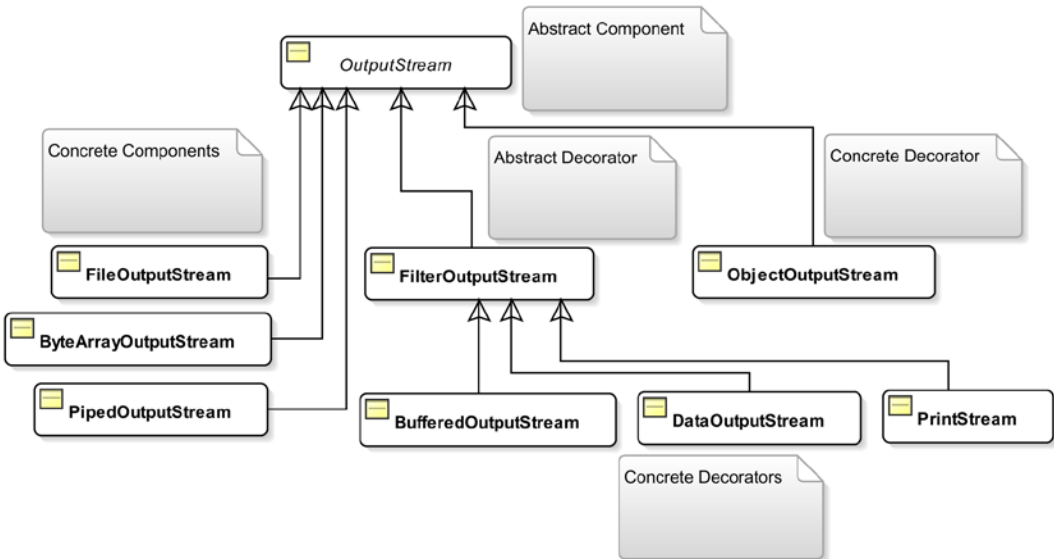 Abstract Component
OutputStream
Concrete Components
Abstract Decorator
Concrete Decorator
FileOutputStream
FilterOutputStream
ObjectOutputStream
ByteArrayOutputStream
PipedOutputStream
BufferedOutputStream
DataOutputStream
PrintStream
Concrete Decorators